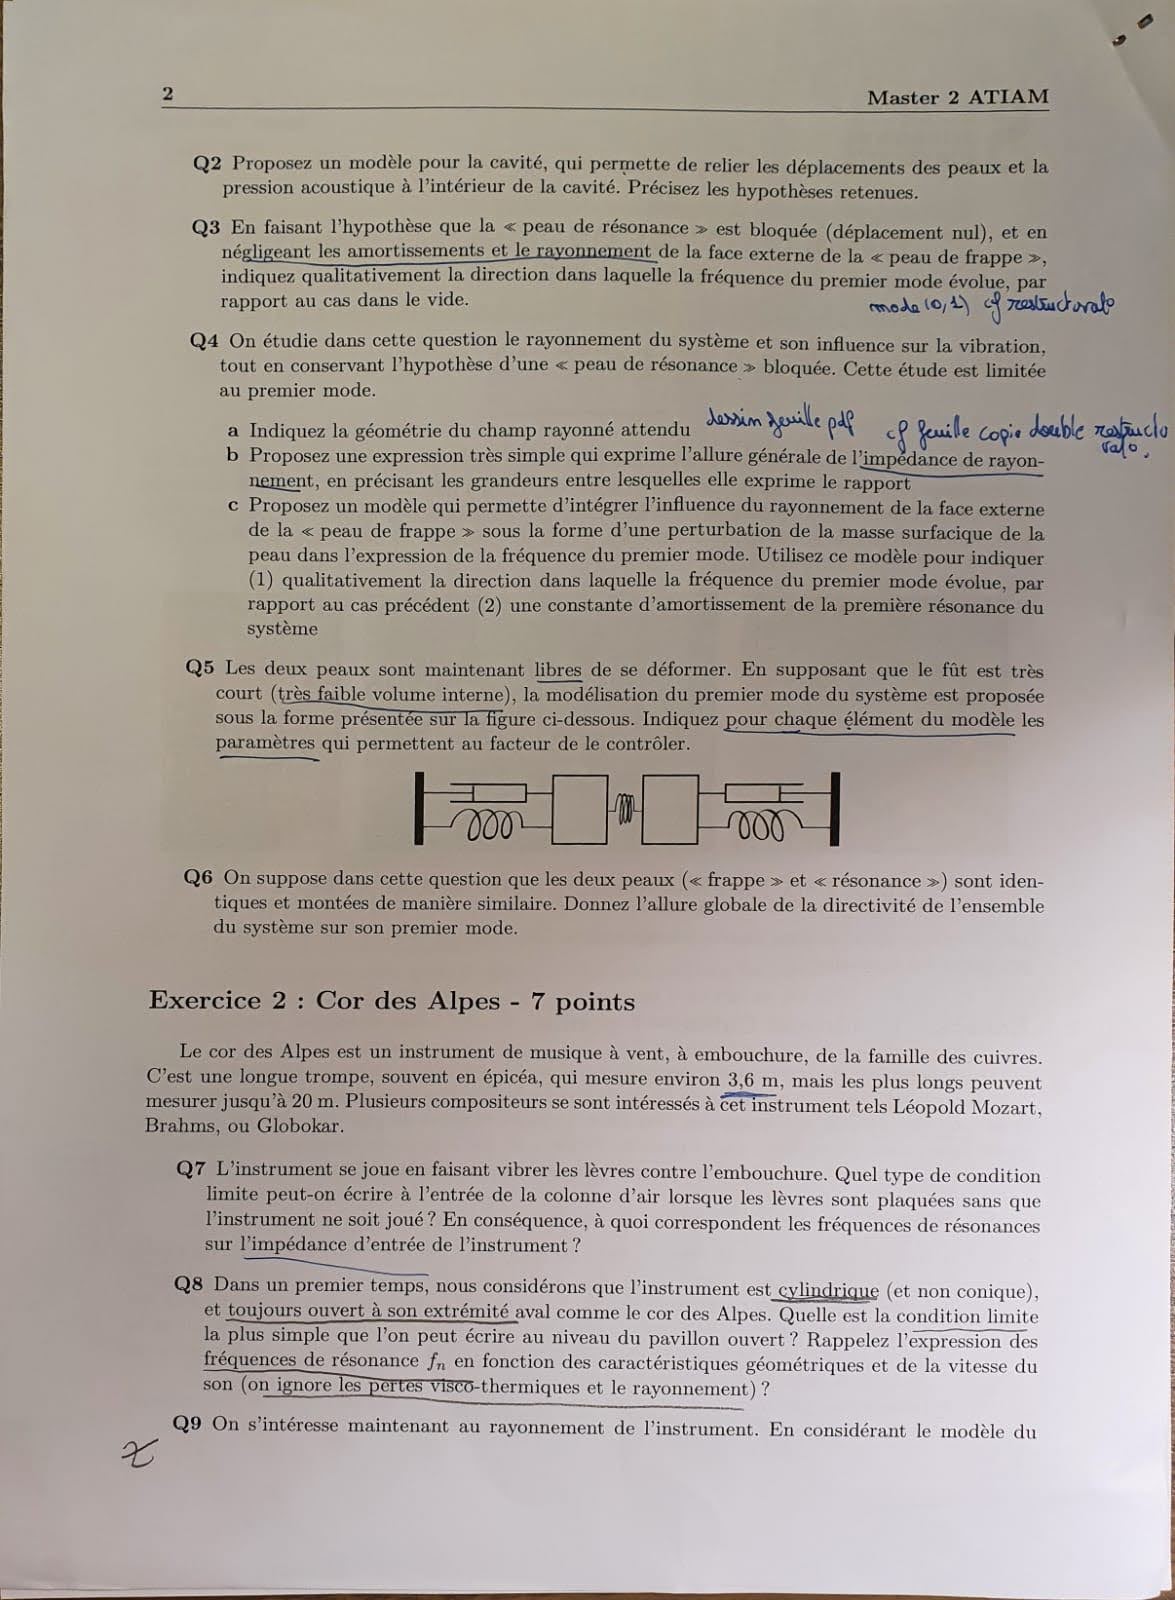 2 Master 2 ATIAM
Q2 Proposez un modèle pour la cavité, qui permette de relier les déplacements des peaux et la
pression acoustique à l'intérieur de la cavité. Précisez les hypothèses retenues.
Q3 En faisant l'hypothèse que la « peau de résonance » est bloquée (déplacement nul), et en
négligeant les amortissements et le rayonnement de la face externe de la « peau de frappe »,
indiquez qualitativement la direction dans laquelle la fréquence du premier mode évolue, par
rapport au cas dans le vide.
mode (0,1) cf restructorato
Q4 On étudie dans cette question le rayonnement du système et son influence sur la vibration,
tout en conservant l'hypothèse d'une « peau de résonance » bloquée. Cette étude est limitée
au premier mode.
a Indiquez la géométrie du champ rayonné attendu dessin feuille pdf cf feuille copie double restructo
rato.
b Proposez une expression très simple qui exprime l'allure générale de l'impédance de rayon-
nement, en précisant les grandeurs entre lesquelles elle exprime le rapport
c Proposez un modèle qui permette d'intégrer l'influence du rayonnement de la face externe
de la « peau de frappe » sous la forme d'une perturbation de la masse surfacique de la
peau dans l'expression de la fréquence du premier mode. Utilisez ce modèle pour indiquer
(1) qualitativement la direction dans laquelle la fréquence du premier mode évolue, par
rapport au cas précédent (2) une constante d'amortissement de la première résonance du
système
Q5 Les deux peaux sont maintenant libres de se déformer. En supposant que le fût est très
court (très faible volume interne), la modélisation du premier mode du système est proposée
sous la forme présentée sur la figure ci-dessous. Indiquez pour chaque élément du modèle les
paramètres qui permettent au facteur de le contrôler.
Q6 On suppose dans cette question que les deux peaux (« frappe » et « résonance ») sont iden-
tiques et montées de manière similaire. Donnez l'allure globale de la directivité de l'ensemble
du système sur son premier mode.
Exercice 2 : Cor des Alpes - 7 points
Le cor des Alpes est un instrument de musique à vent, à embouchure, de la famille des cuivres.
C'est une longue trompe, souvent en épicéa, qui mesure environ 3,6 m, mais les plus longs peuvent
mesurer jusqu'à 20 m. Plusieurs compositeurs se sont intéressés à cet instrument tels Léopold Mozart,
Brahms, ou Globokar.
Q7 L'instrument se joue en faisant vibrer les lèvres contre l'embouchure. Quel type de condition
limite peut-on écrire à l'entrée de la colonne d'air lorsque les lèvres sont plaquées sans que
l'instrument ne soit joué ? En conséquence, à quoi correspondent les fréquences de résonances
sur l'impédance d'entrée de l'instrument ?
Q8 Dans un premier temps, nous considérons que l'instrument est cylindrique (et non conique),
et toujours ouvert à son extrémité aval comme le cor des Alpes. Quelle est la condition limite
la plus simple que l'on peut écrire au niveau du pavillon ouvert ? Rappelez l'expression des
fréquences de résonance fn en fonction des caractéristiques géométriques et de la vitesse du
son (on ignore les pertes visco-thermiques et le rayonnement) ?
Q9 On s'intéresse maintenant au rayonnement de l'instrument. En considérant le modèle du